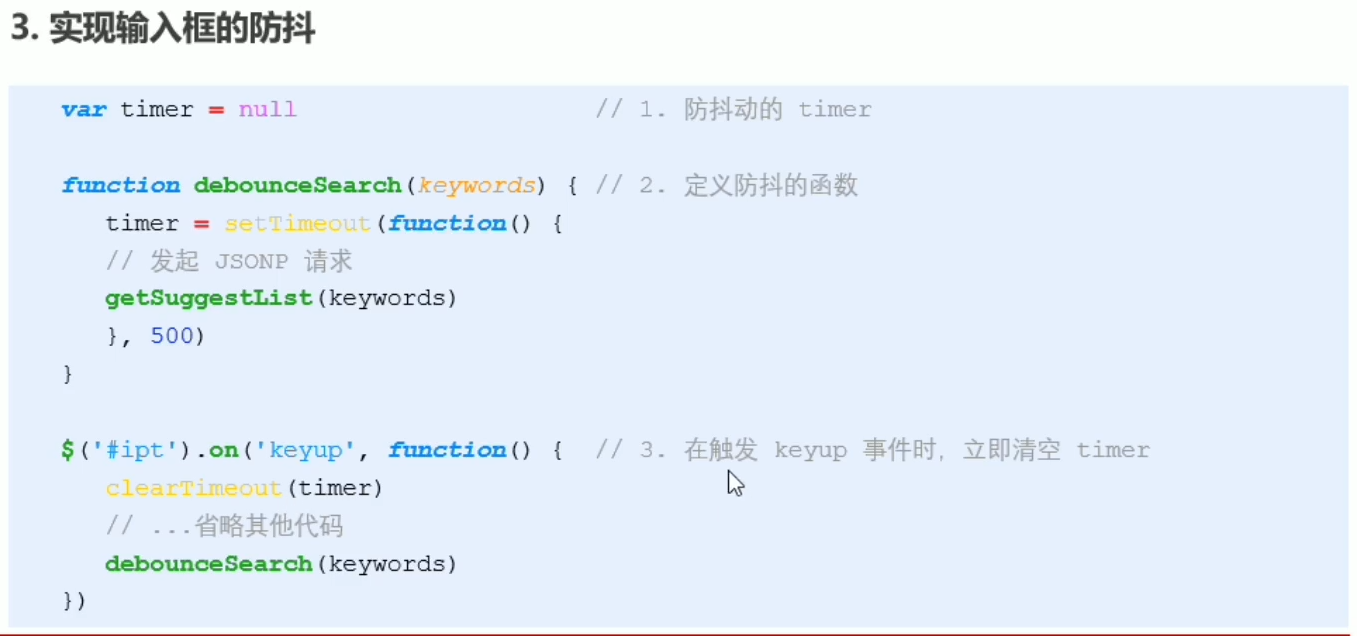 3. 实现输入框的防抖
var timer = null // 1. 防抖动的 timer
function debounceSearch(keywords) { // 2. 定义防抖的函数
timer = setTimeout(function() {
// 发起 JSONP 请求
getSuggestList(keywords)
}, 500)
}
$('#ipt').on('keyup', function() { // 3. 在触发 keyup 事件时，立即清空 timer
clearTimeout(timer)
// ...省略其他代码
debounceSearch(keywords)
})